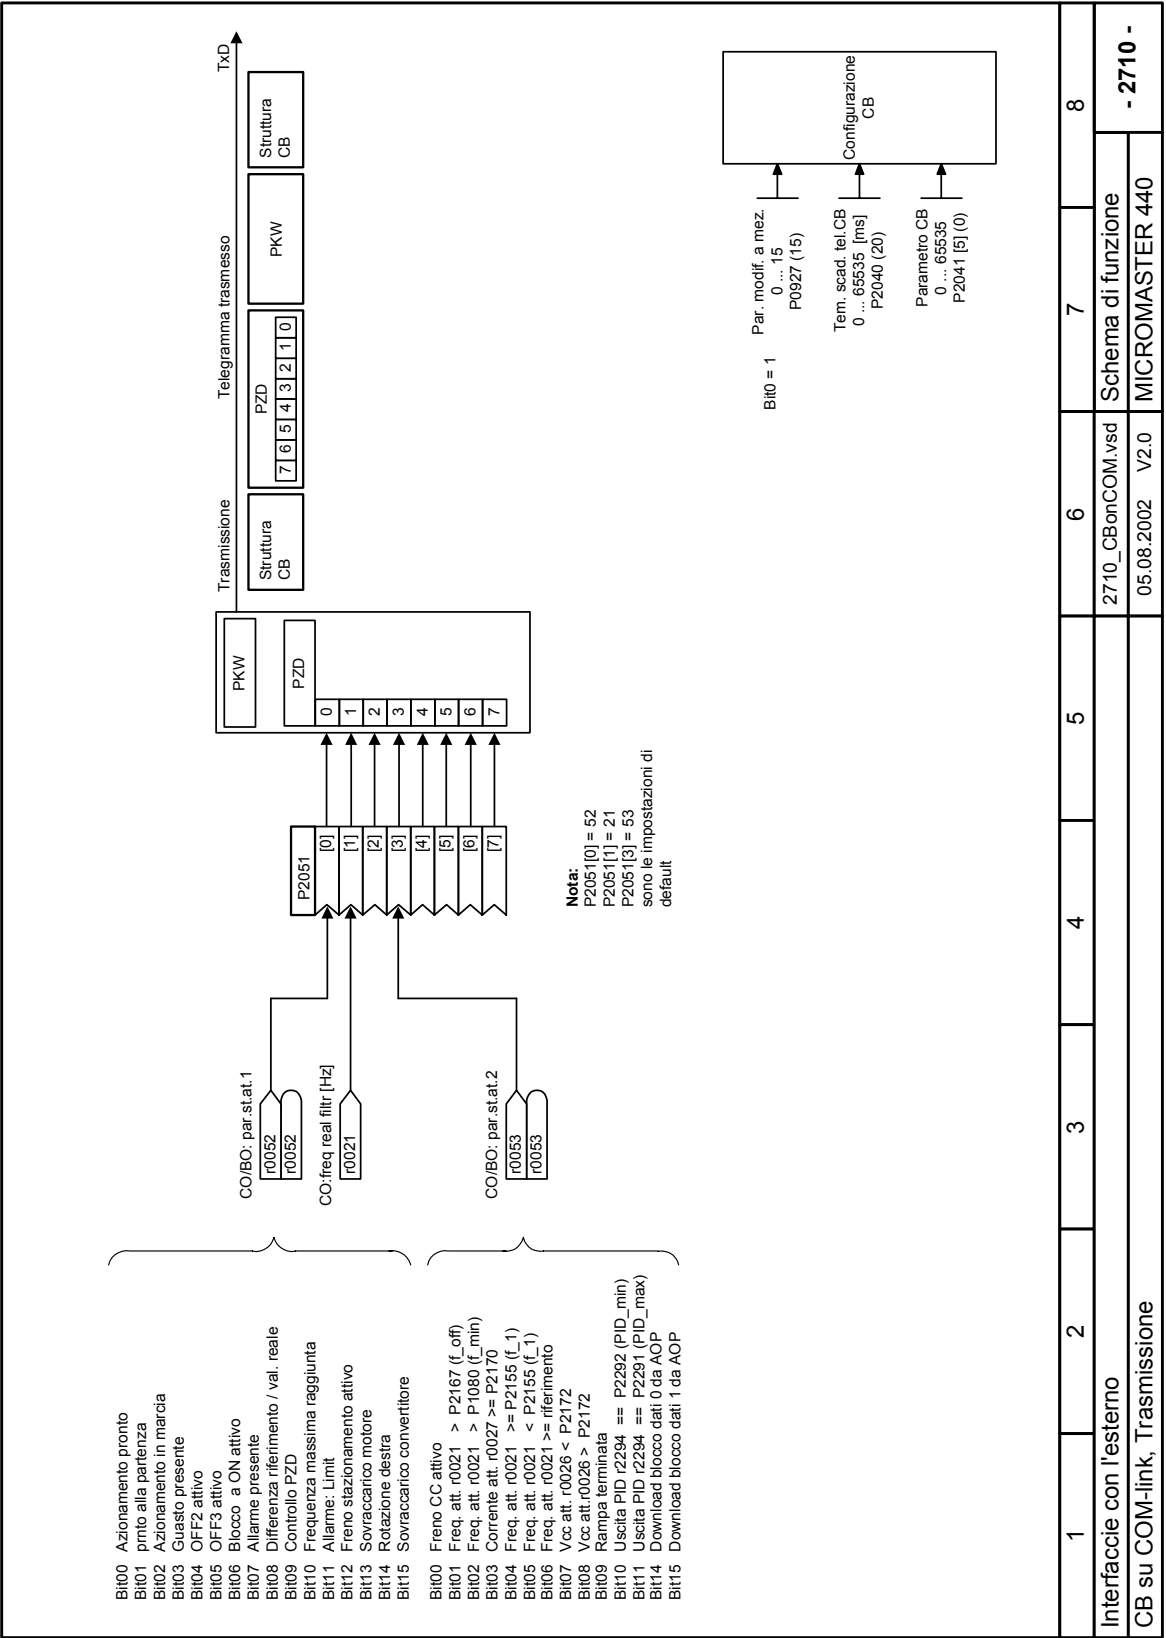 Bit00 Azionamento pronto
Bit01 prnto alla partenza
Bit02 Azionamento in marcia
Bit03 Guasto presente
Bit04 OFF2 attivo
Bit05 OFF3 attivo
Bit06 Blocco a ON attivo
Bit07 Allarme presente
Bit08 Differenza riferimento / val. reale
Bit09 Controllo PZD
Bit10 Frequenza massima raggiunta
Bit11 Allarme: Limit
Bit12 Freno stazionamento attivo
Bit13 Sovraccarico motore
Bit14 Rotazione destra
Bit15 Sovraccarico convertitore
Bit00 Freno CC attivo
Bit01 Freq. att. r0021 > P2167 (f_off)
Bit02 Freq. att. r0021 > P1080 (f_min)
Bit03 Corrente att. r0027 >= P2170
Bit04 Freq. att. r0021 >= P2155 (f_1)
Bit05 Freq. att. r0021 < P2155 (f_1)
Bit06 Freq. att. r0021 >= riferimento
Bit07 Vcc att. r0026 < P2172
Bit08 Vcc att.r0026 > P2172
Bit09 Rampa terminata
Bit10 Uscita PID r2294 == P2292 (PID_min)
Bit11 Uscita PID r2294 == P2291 (PID_max)
Bit14 Download blocco dati 0 da AOP
Bit15 Download blocco dati 1 da AOP
CO/BO: par.st.at.1
r0052
r0052
CO:freq real filtr [Hz]
r0021
CO/BO: par.st.at.2
r0053
r0053
P2051
[0]
[1]
[2]
[3]
[4]
[5]
[6]
[7]
Nota:
P2051[0] = 52
P2051[1] = 21
P2051[3] = 53
sono le impostazioni di
default
PKW
PZD
0
1
2
3
4
5
6
7
Trasmissione
Telegramma trasmesso
TxD
Struttura
CB
PZD
7 6 5 4 3 2 1 0
PKW
Struttura
CB
Bit0 = 1
Par. modif. a mez.
0 ... 15
P0927 (15)
Tem. scad. tel.CB
0 ... 65535 [ms]
P2040 (20)
Parametro CB
0 ... 65535
P2041 [5] (0)
Configurazione
CB
1 2 3 4 5 6 7 8
Interfaccie con l'esterno
CB su COM-link, Trasmissione
2710_CBonCOM.vsd
05.08.2002 V2.0
Schema di funzione
MICROMASTER 440
- 2710 -